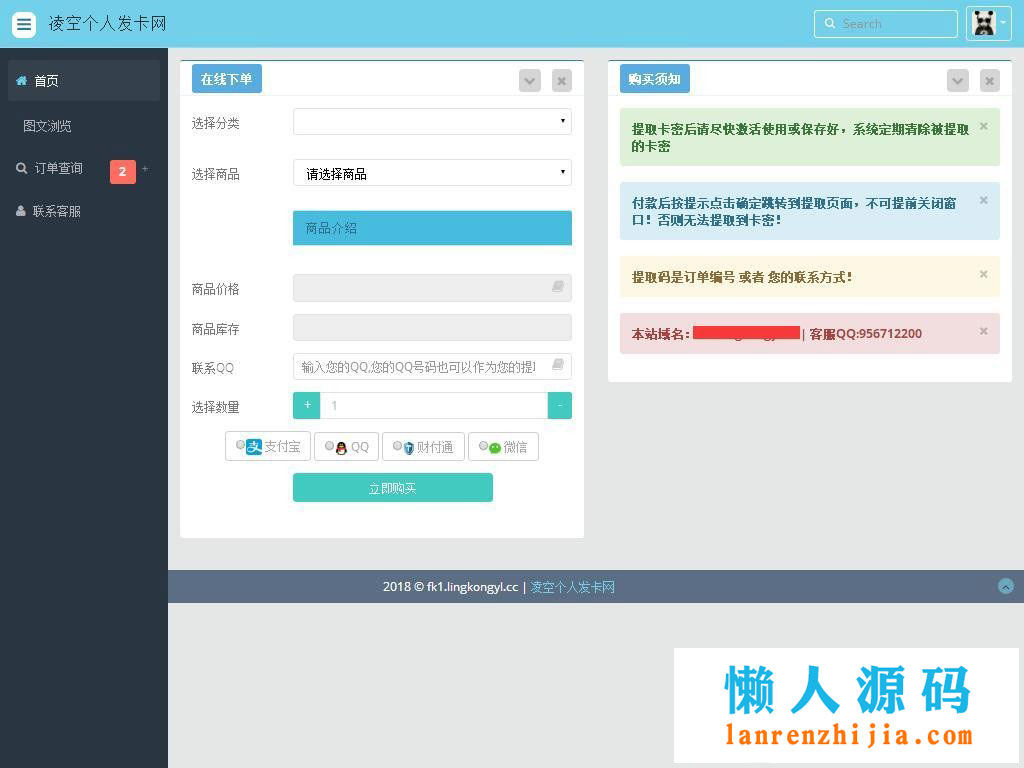 凌空个人发卡网
Search
首页
图文浏览
订单查询
2
+
联系客服
在线下单
选择分类
选择商品
请选择商品
商品介绍
商品价格
商品库存
联系QQ
输入您的QQ,您的QQ号码也可以作为您的提
选择数量
+
1
-
支付宝
QQ
财付通
微信
立即购买
购买须知
提取卡密后请尽快激活使用或保存好，系统定期清除被提取
的卡密
付款后按提示点击确定跳转到提取页面，不可提前关闭窗
口！否则无法提取到卡密！
提取码是订单编号 或者 您的联系方式！
本站域名：
| 客服QQ:956712200
2018 © fk1.lingkongyl.cc | 凌空个人发卡网
懒人源码
lanrenzhijia.com